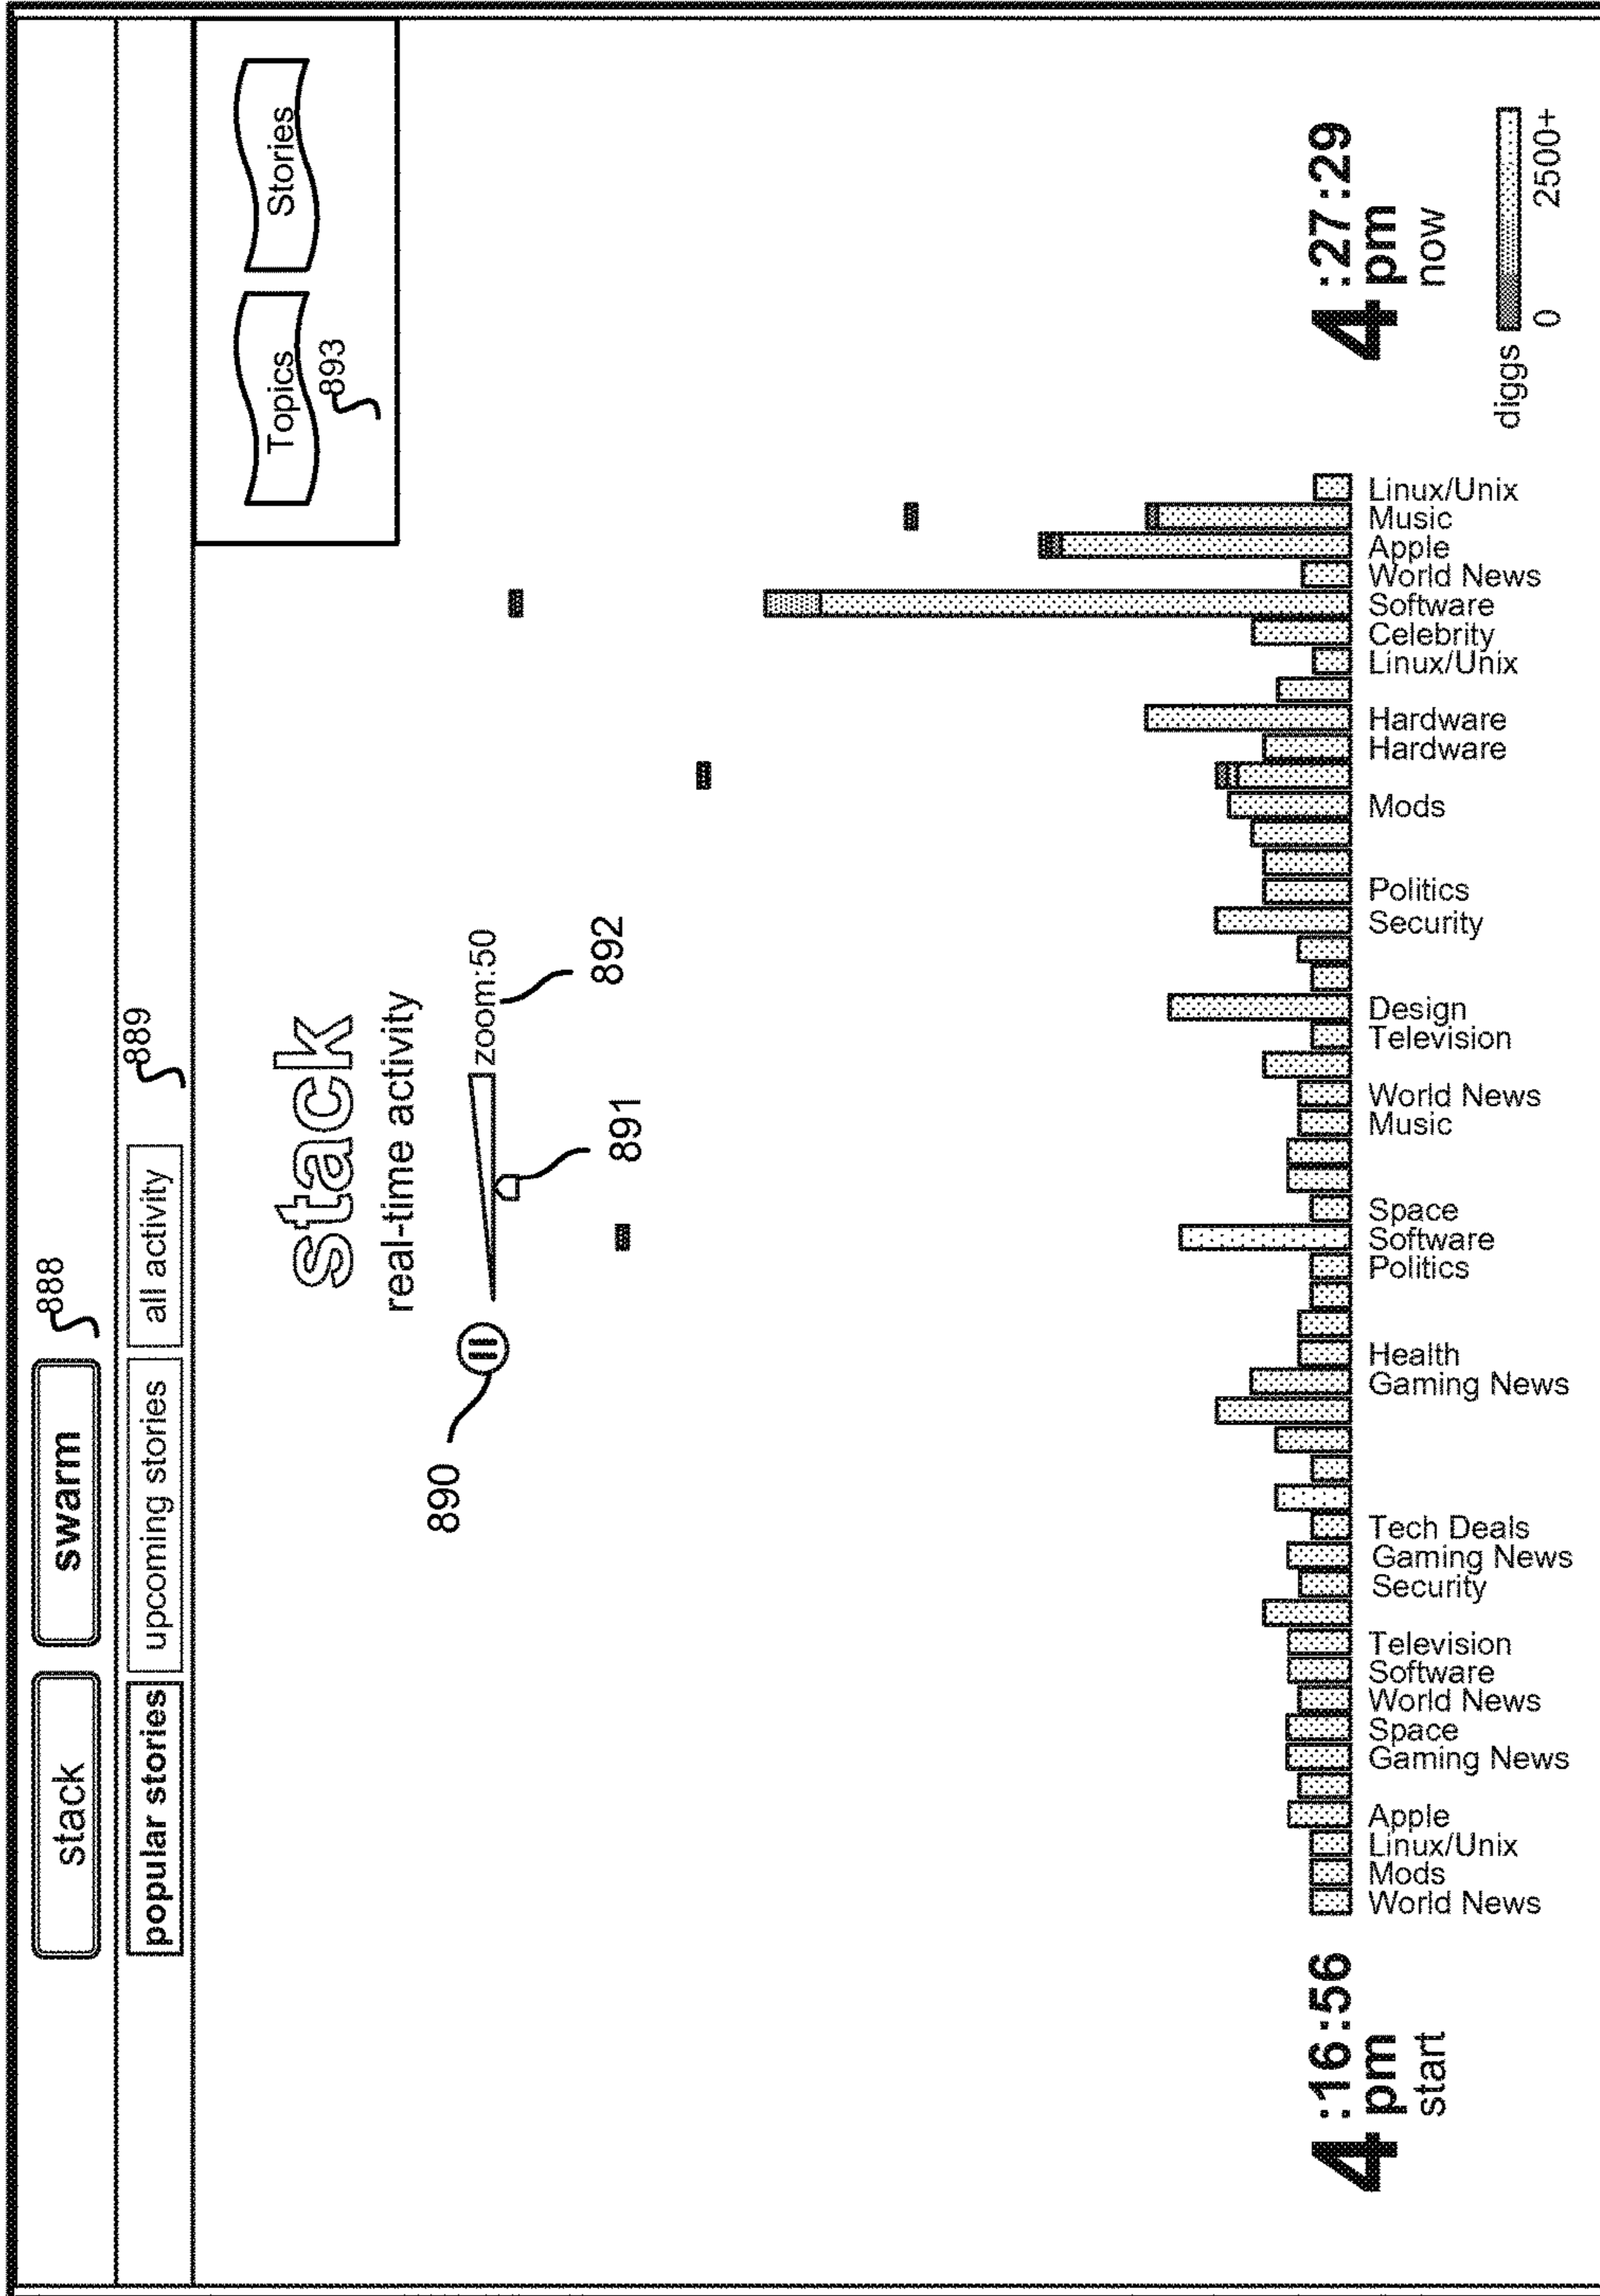 stack
swarm
888
popular stories
upcoming stories
all activity
889
Topics
Stories
893
stack
real-time activity
890
zoom:50
891
892
4 :16:56
pm
start
World News
Mods
Linux/Unix
Apple
Gaming News
Space
World News
Software
Television
Security
Gaming News
Tech Deals
Gaming News
Health
Politics
Software
Space
Music
World News
Television
Design
Security
Politics
Mods
Hardware
Hardware
Linux/Unix
Celebrity
Software
World News
Apple
Music
Linux/Unix
4 :27:29
pm
now
diggs
0
2500+